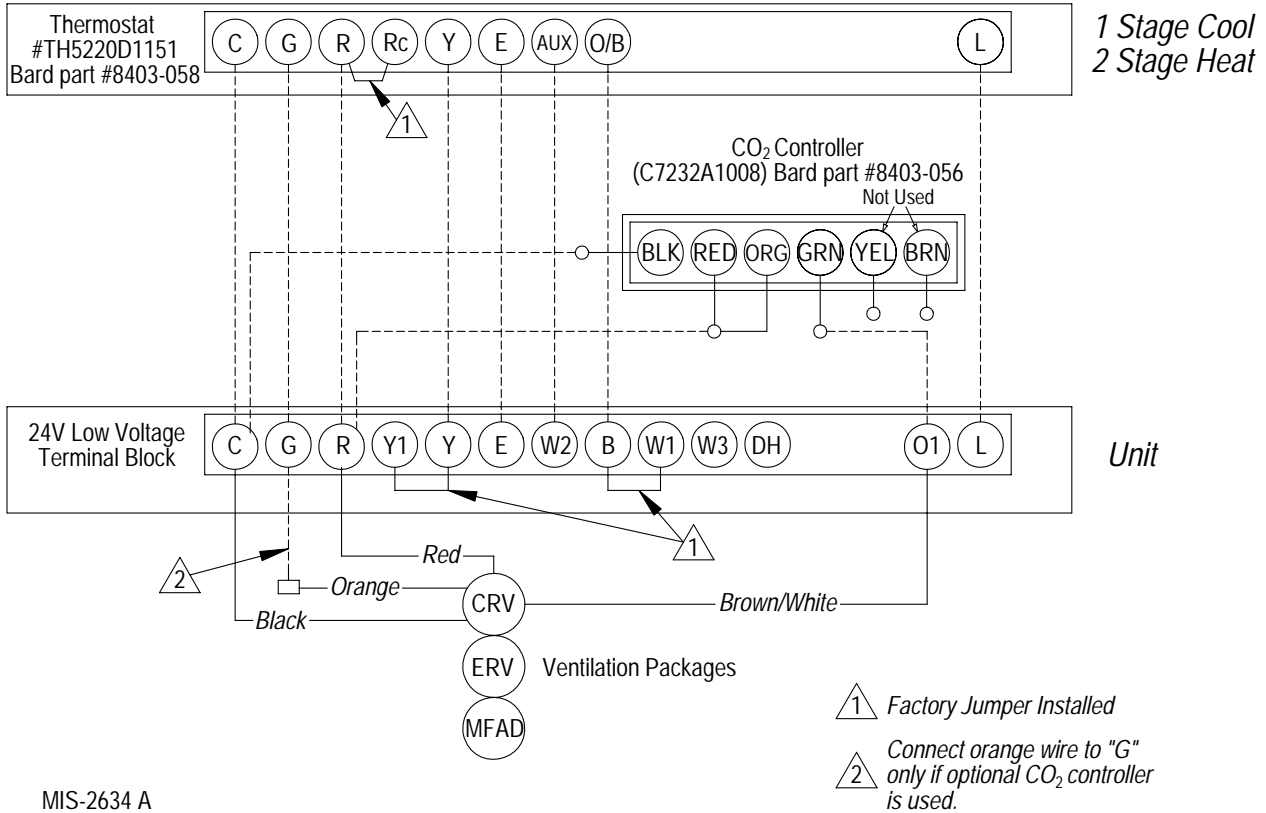 Thermostat
#TH5220D1151
Bard part #8403-058
C G R Rc Y E AUX O/B L
1 Stage Cool
2 Stage Heat
1
CO₂ Controller
(C7232A1008) Bard part #8403-056
Not Used
BLK RED ORG GRN YEL BRN
24V Low Voltage
Terminal Block
C G R Y1 Y E W2 B W1 W3 DH O1 L
Unit
1
2
Red
Orange
Black
CRV
Brown/White
ERV
Ventilation Packages
MFAD
1 Factory Jumper Installed
2 Connect orange wire to "G"
only if optional CO₂ controller
is used.
MIS-2634 A